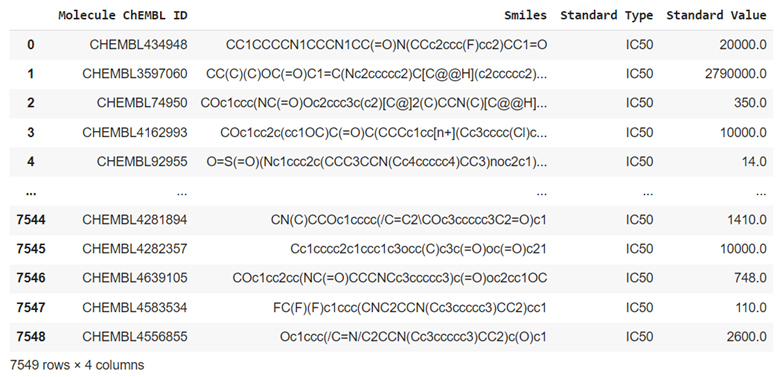 Molecule ChEMBL ID Smiles Standard Type Standard Value
0 CHEMBL434948 CC1CCCCN1CCCN1CC(=O)N(CCc2ccc(F)cc2)CC1=O IC50 20000.0
1 CHEMBL3597060 CC(C)(C)OC(=O)C1=C(Nc2ccccc2)C[C@@H](c2ccccc2)... IC50 2790000.0
2 CHEMBL74950 COc1ccc(NC(=O)Oc2ccc3c(c2)[C@]2(C)CCN(C)[C@@H]... IC50 350.0
3 CHEMBL4162993 COc1cc2c(cc1OC)C(=O)C(CCCc1cc[n+](Cc3cccc(Cl)c... IC50 10000.0
4 CHEMBL92955 O=S(=O)(Nc1ccc2c(CCC3CCN(Cc4ccccc4)CC3)noc2c1)... IC50 14.0
... ... ... ... ...
7544 CHEMBL4281894 CN(C)CCOc1cccc(/C=C2\COc3ccccc3C2=O)c1 IC50 1410.0
7545 CHEMBL4282357 Cc1cccc2c1ccc1c3occ(C)c3c(=O)oc(=O)c21 IC50 10000.0
7546 CHEMBL4639105 COc1cc2cc(NC(=O)CCCNCc3ccccc3)c(=O)oc2cc1OC IC50 748.0
7547 CHEMBL4583534 FC(F)(F)c1ccc(CNC2CCN(Cc3ccccc3)CC2)cc1 IC50 110.0
7548 CHEMBL4556855 Oc1ccc(/C=N/C2CCN(Cc3ccccc3)CC2)c(O)c1 IC50 2600.0
7549 rows × 4 columns